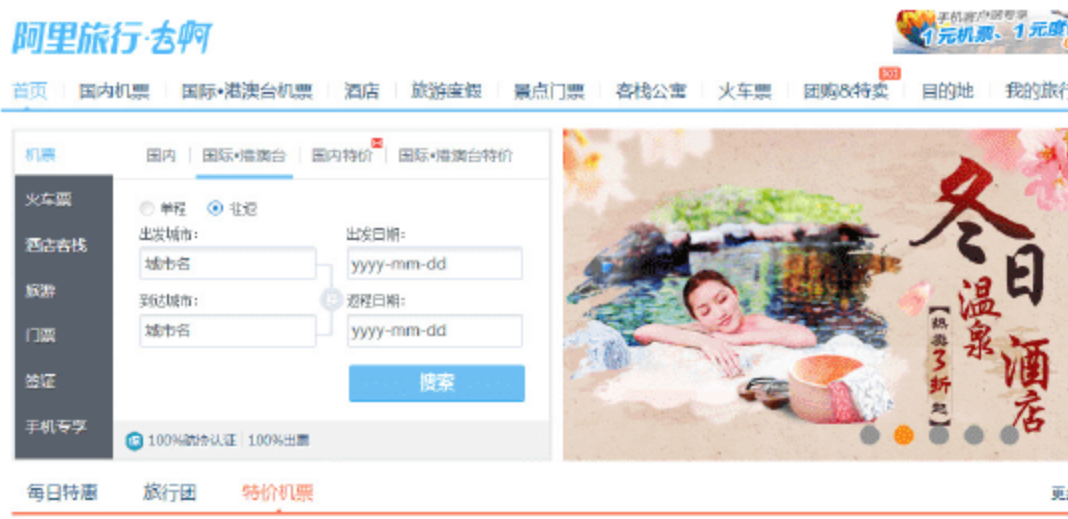 阿里旅行·去啊
手机客户端专享
1元机票、1元度
首页 国内机票 国际•港澳台机票 酒店 旅游度假 景点门票 客栈公寓 火车票 团购&特卖 目的地 我的旅行
机票 国内 国际•港澳台 国内特价 国际•港澳台特价
火车票
酒店客栈
旅游
门票
签证
手机专享
单程 往返
出发城市: 出发日期:
城市名 yyyy-mm-dd
到达城市: 返程日期:
城市名 yyyy-mm-dd
搜索
100%航协认证 100%出票
冬日
温泉
酒店
【热卖3折起】
每日特惠 旅行团 特价机票